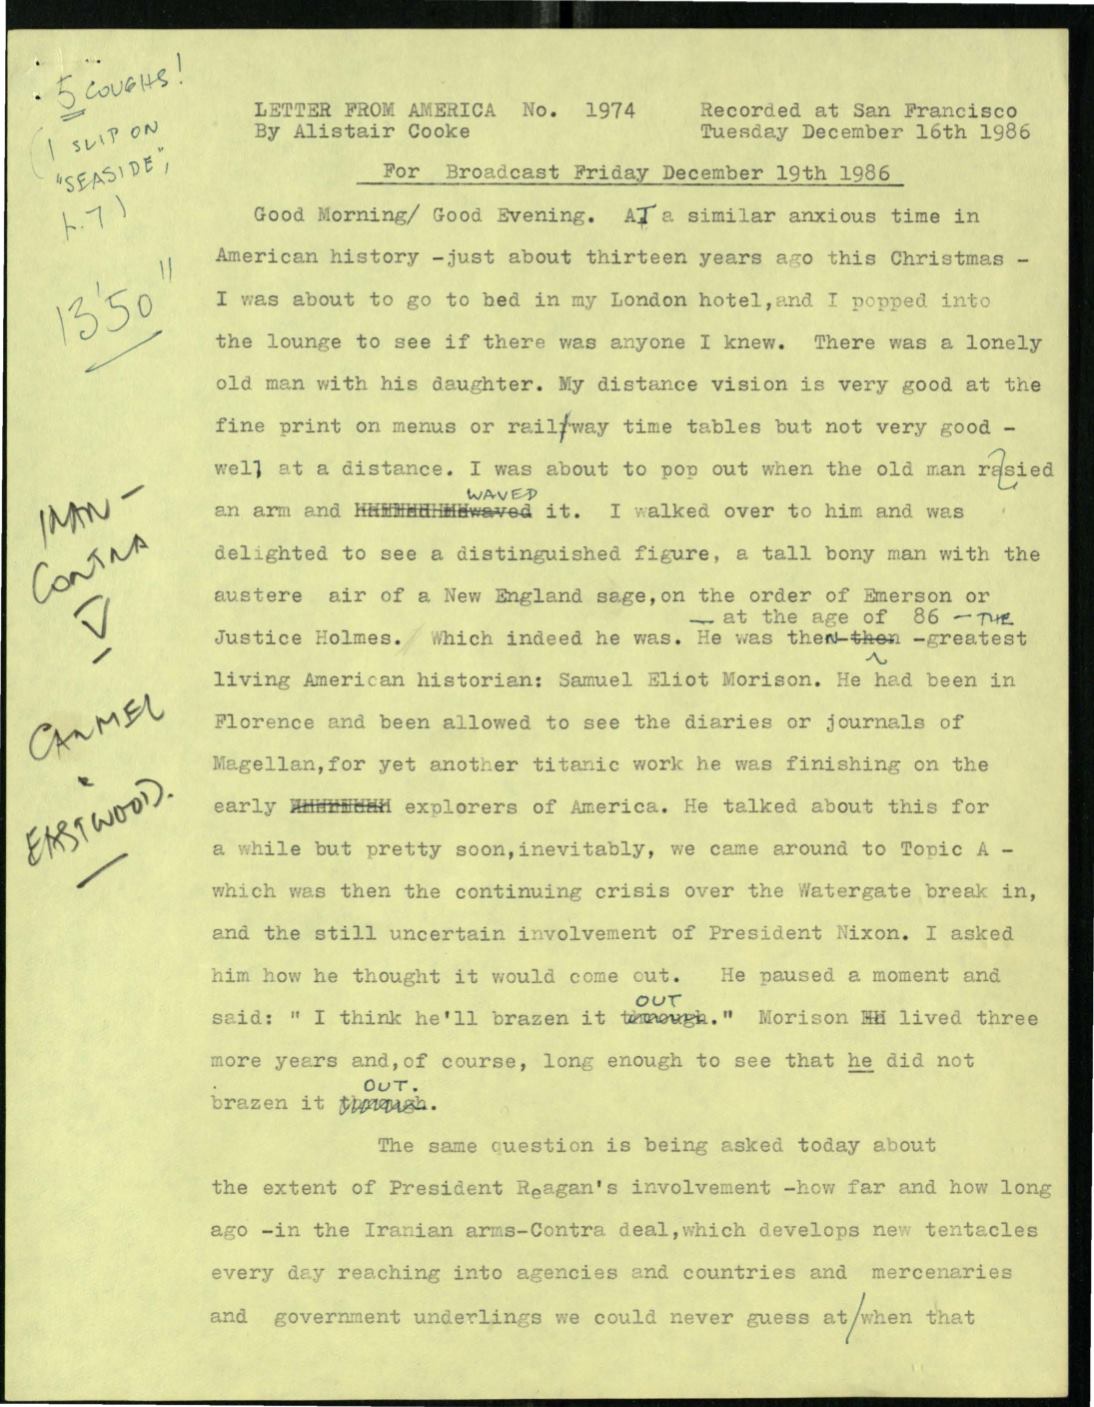 5 COUGHS!
(1 SLIP ON
"SEASIDE",
p. 7)
13'50"
IRAN -
CONTRA
V
CARMEL
&
EASTWOOD.
LETTER FROM AMERICA No. 1974 Recorded at San Francisco
By Alistair Cooke Tuesday December 16th 1986
For Broadcast Friday December 19th 1986
Good Morning/ Good Evening. AT a similar anxious time in
American history -just about thirteen years ago this Christmas -
I was about to go to bed in my London hotel,and I popped into
the lounge to see if there was anyone I knew. There was a lonely
old man with his daughter. My distance vision is very good at the
fine print on menus or rail/way time tables but not very good -
well at a distance. I was about to pop out when the old man rasied
WAVED
an arm and waved it. I walked over to him and was
delighted to see a distinguished figure, a tall bony man with the
austere air of a New England sage,on the order of Emerson or
— at the age of 86 — THE
Justice Holmes. Which indeed he was. He was then-then -greatest
living American historian: Samuel Eliot Morison. He had been in
Florence and been allowed to see the diaries or journals of
Magellan,for yet another titanic work he was finishing on the
early explorers of America. He talked about this for
a while but pretty soon,inevitably, we came around to Topic A -
which was then the continuing crisis over the Watergate break in,
and the still uncertain involvement of President Nixon. I asked
him how he thought it would come out. He paused a moment and
OUT
said: " I think he'll brazen it through." Morison HH lived three
more years and,of course, long enough to see that he did not
OUT.
brazen it through.
The same question is being asked today about
the extent of President Reagan's involvement -how far and how long
ago -in the Iranian arms-Contra deal,which develops new tentacles
every day reaching into agencies and countries and mercenaries
and government underlings we could never guess at/when that